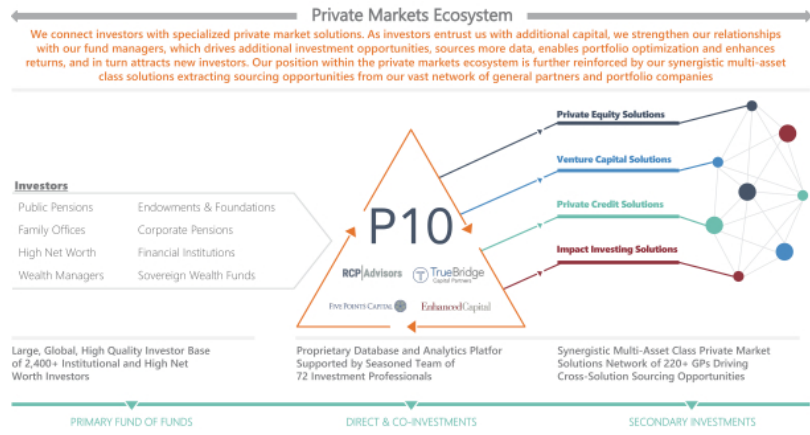 Private Markets Ecosystem
We connect investors with specialized private market solutions. As investors entrust us with additional capital, we strengthen our relationships
with our fund managers, which drives additional investment opportunities, sources more data, enables portfolio optimization and enhances
returns, and in turn attracts new investors. Our position within the private markets ecosystem is further reinforced by our synergistic multi-asset
class solutions extracting sourcing opportunities from our vast network of general partners and portfolio companies
Investors
Public Pensions
Family Offices
High Net Worth
Wealth Managers
Endowments & Foundations
Corporate Pensions
Financial Institutions
Sovereign Wealth Funds
P10
RCP|Advisors
TrueBridge
Capital Partners
FIVE POINTS CAPITAL
EnhancedCapital
Private Equity Solutions
Venture Capital Solutions
Private Credit Solutions
Impact Investing Solutions
Large, Global, High Quality Investor Base
of 2,400+ Institutional and High Net
Worth Investors
Proprietary Database and Analytics Platfor
Supported by Seasoned Team of
72 Investment Professionals
Synergistic Multi-Asset Class Private Market
Solutions Network of 220+ GPs Driving
Cross-Solution Sourcing Opportunities
PRIMARY FUND OF FUNDS
DIRECT & CO-INVESTMENTS
SECONDARY INVESTMENTS